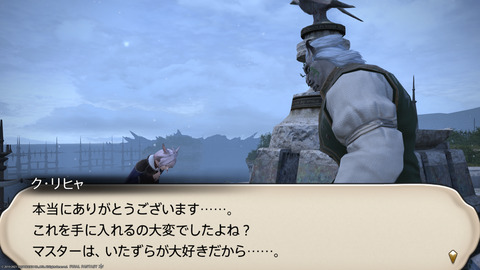 ク・リヒャ
本当にありがとうございます……。
これを手に入れるの大変でしたよね？
マスターは、いたずらが大好きだから……。